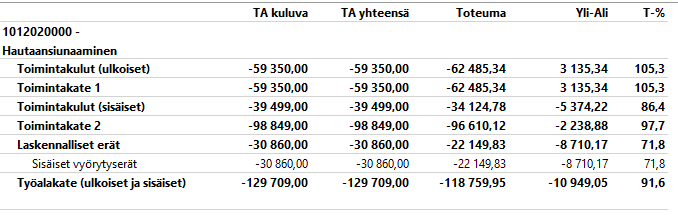 TA kuluva TA yhteensä Toteuma Yli-Ali T-%
1012020000 -
Hautaansiunaaminen
Toimintakulut (ulkoiset) -59 350,00 -59 350,00 -62 485,34 3 135,34 105,3
Toimintakate 1 -59 350,00 -59 350,00 -62 485,34 3 135,34 105,3
Toimintakulut (sisäiset) -39 499,00 -39 499,00 -34 124,78 -5 374,22 86,4
Toimintakate 2 -98 849,00 -98 849,00 -96 610,12 -2 238,88 97,7
Laskennalliset erät -30 860,00 -30 860,00 -22 149,83 -8 710,17 71,8
Sisäiset vyörytyserät -30 860,00 -30 860,00 -22 149,83 -8 710,17 71,8
Työalakate (ulkoiset ja sisäiset) -129 709,00 -129 709,00 -118 759,95 -10 949,05 91,6